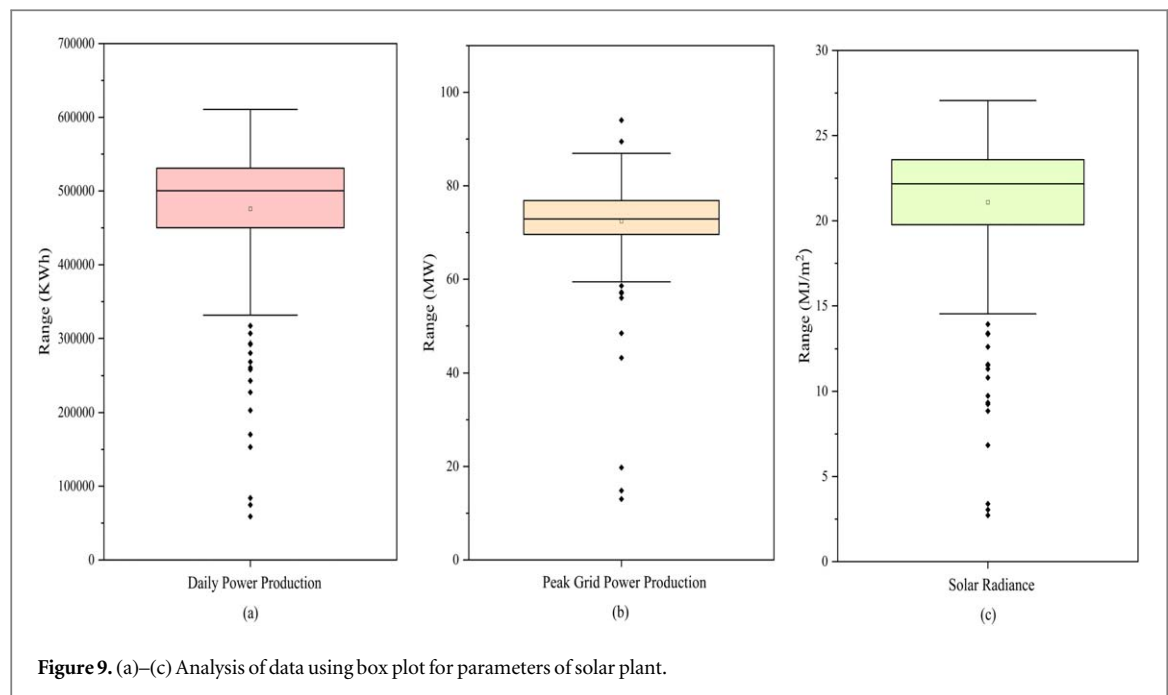 700000
600000
500000
400000
300000
200000
100000
0
Range (KWh)
Daily Power Production
(a)
100
80
60
40
20
0
Range (MW)
Peak Grid Power Production
(b)
30
25
20
15
10
5
0
Range (MJ/m²)
Solar Radiance
(c)
Figure 9. (a)–(c) Analysis of data using box plot for parameters of solar plant.